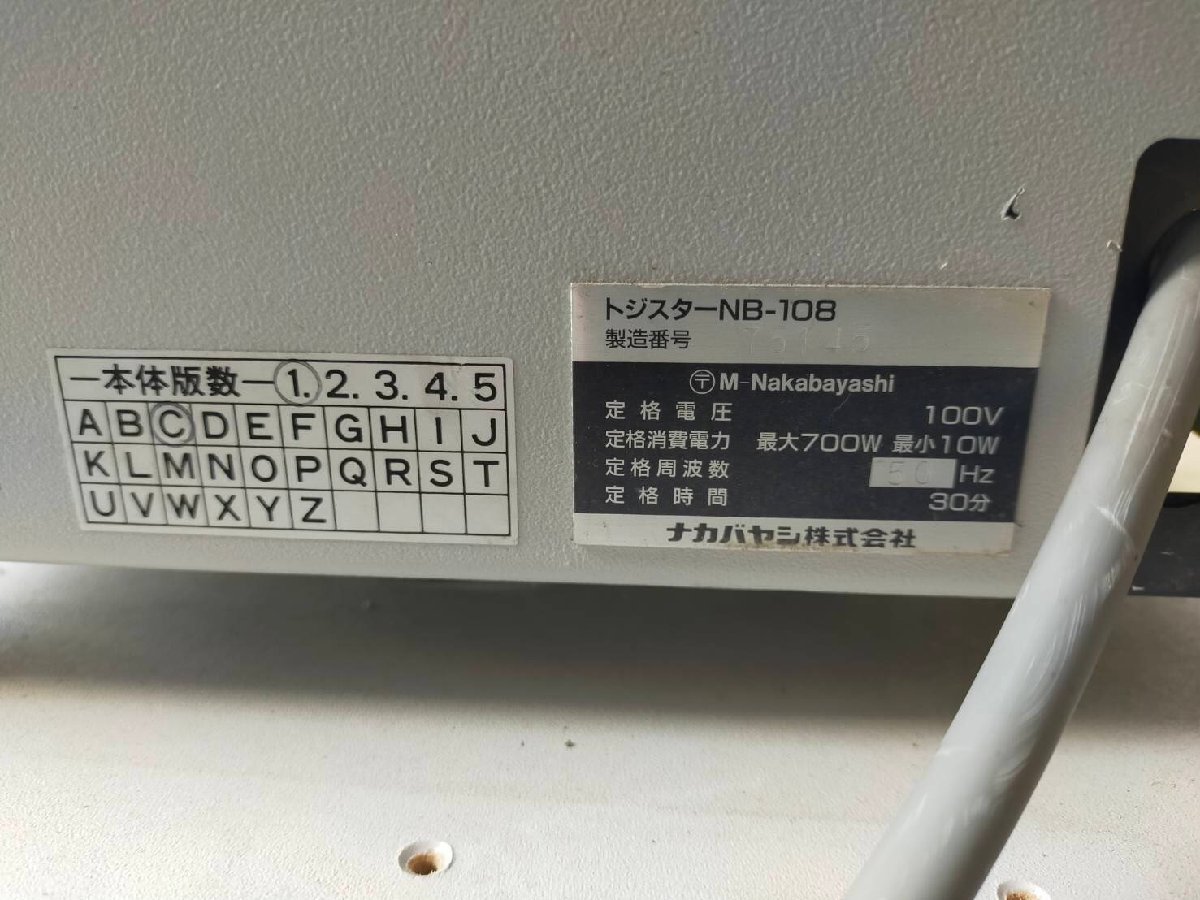 一本体版数一1. 2. 3. 4. 5
A B C D E F G H I J
K L M N O P Q R S T
U V W X Y Z
トジスターNB-108
製造番号
〒 M-Nakabayashi
定格電圧 100V
定格消費電力 最大700W 最小10W
定格周波数 50 Hz
定格時間 30分
ナカバヤシ株式会社